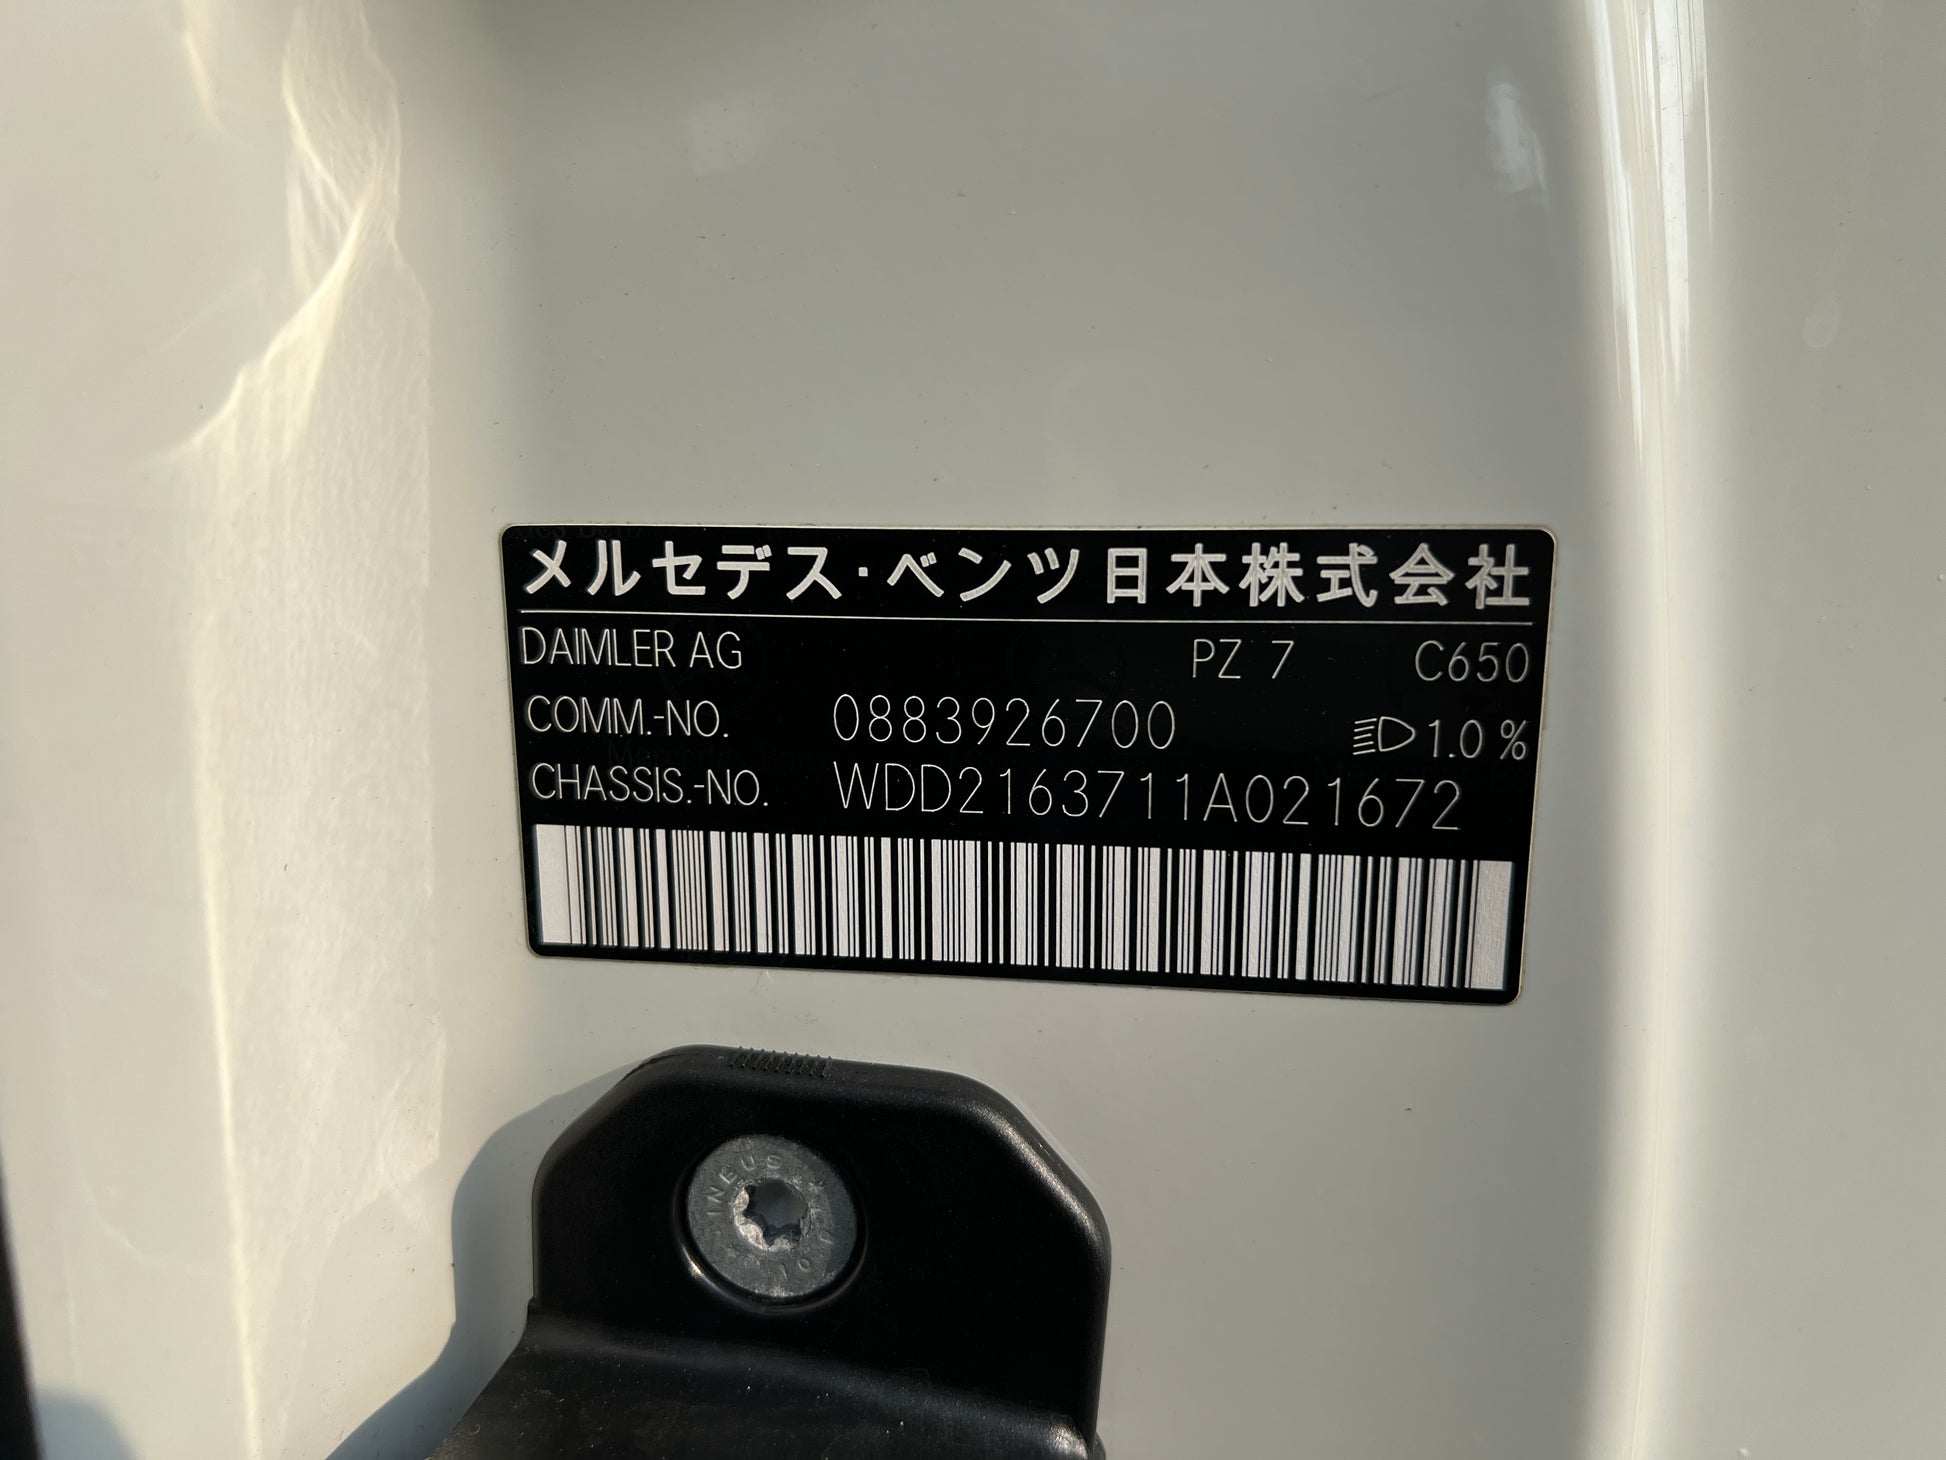 メルセデス・ベンツ日本株式会社
DAIMLER AG PZ 7 C650
COMM.-NO. 0883926700 1.0 %
CHASSIS.-NO. WDD2163711A021672